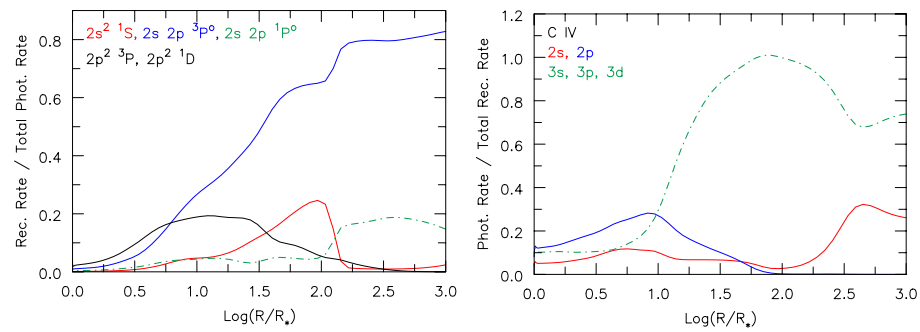 2s² ¹S, 2s 2p ³Pᵒ, 2s 2p ¹Pᵒ
2p² ³P, 2p² ¹D
Rec. Rate / Total Phot. Rate
0.8
0.6
0.4
0.2
0.0
0.0 0.5 1.0 1.5 2.0 2.5 3.0
Log(R/R*)
C IV
2s, 2p
3s, 3p, 3d
Phot. Rate / Total Rec. Rate
1.2
1.0
0.8
0.6
0.4
0.2
0.0
0.0 0.5 1.0 1.5 2.0 2.5 3.0
Log(R/R*)